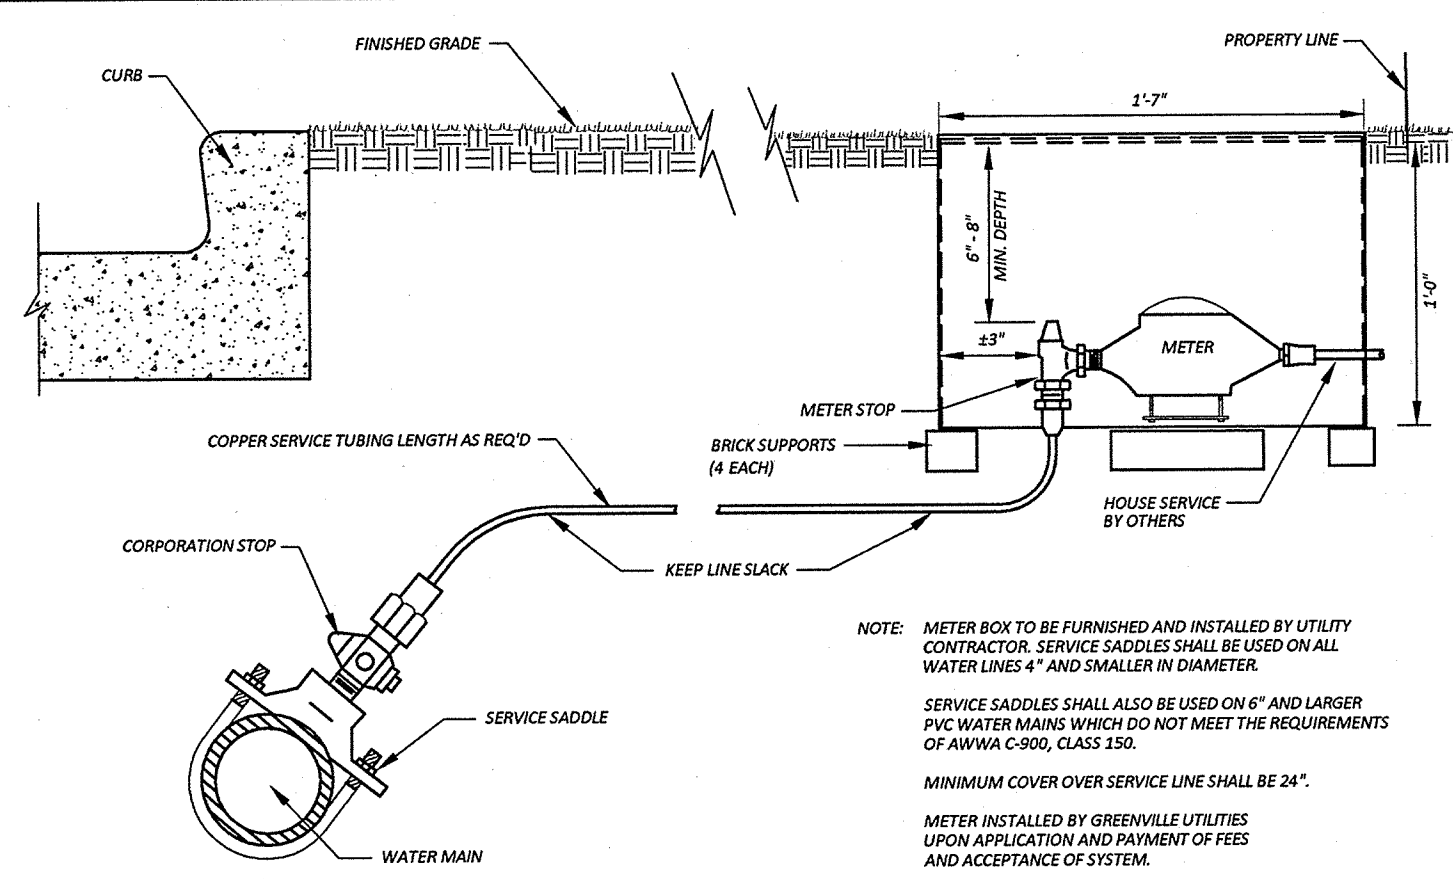 FINISHED GRADE
PROPERTY LINE
CURB
1'-7"
6" - 8"
MIN. DEPTH
1'-0"
±3"
METER
METER STOP
COPPER SERVICE TUBING LENGTH AS REQ'D
BRICK SUPPORTS
(4 EACH)
HOUSE SERVICE
BY OTHERS
CORPORATION STOP
KEEP LINE SLACK
NOTE: METER BOX TO BE FURNISHED AND INSTALLED BY UTILITY
CONTRACTOR. SERVICE SADDLES SHALL BE USED ON ALL
WATER LINES 4" AND SMALLER IN DIAMETER.
SERVICE SADDLES SHALL ALSO BE USED ON 6" AND LARGER
PVC WATER MAINS WHICH DO NOT MEET THE REQUIREMENTS
OF AWWA C-900, CLASS 150.
SERVICE SADDLE
MINIMUM COVER OVER SERVICE LINE SHALL BE 24".
METER INSTALLED BY GREENVILLE UTILITIES
UPON APPLICATION AND PAYMENT OF FEES
AND ACCEPTANCE OF SYSTEM.
WATER MAIN